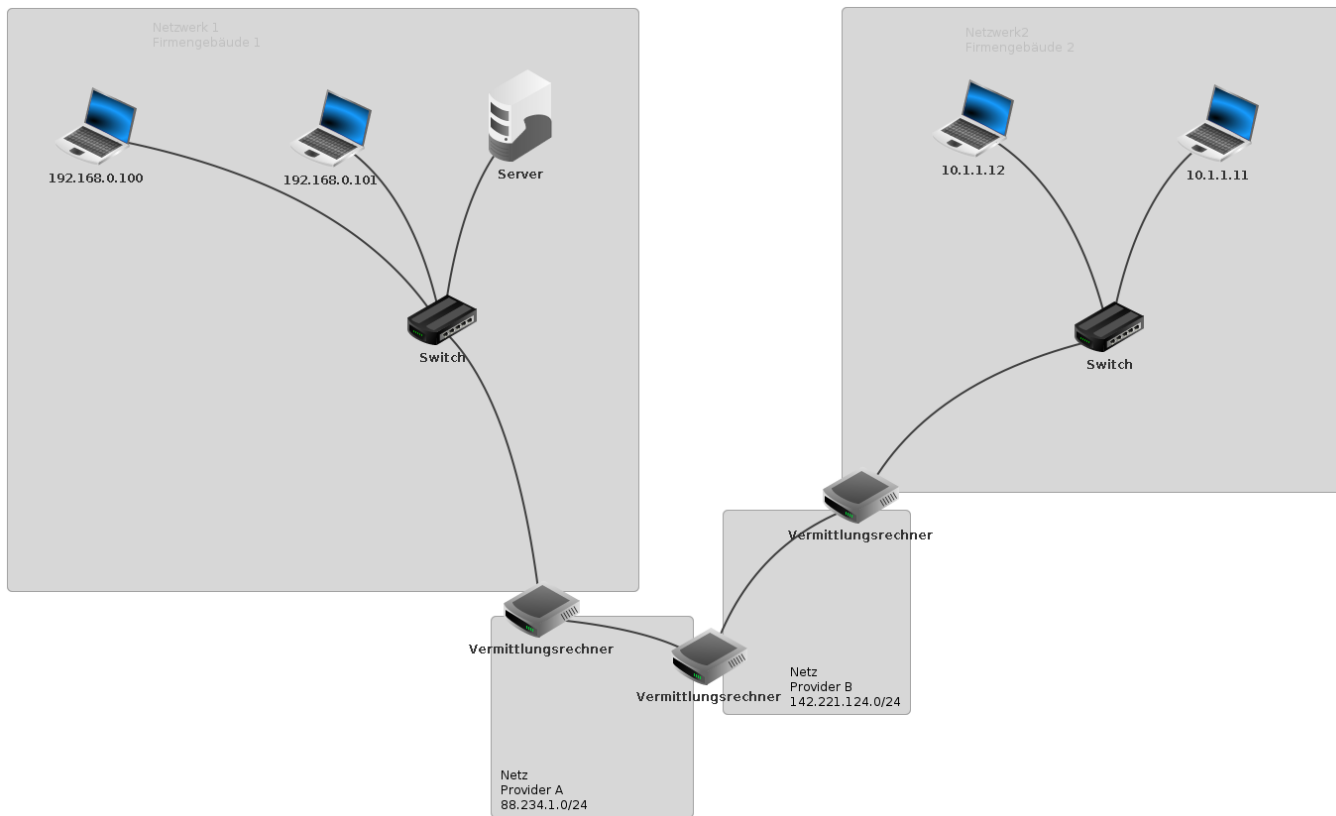 Netzwerk 1
Firmengebäude 1
Netzwerk2
Firmengebäude 2
192.168.0.100
192.168.0.101
Server
10.1.1.12
10.1.1.11
Switch
Switch
Vermittlungsrechner
Vermittlungsrechner
Vermittlungsrechner
Netz
Provider B
142.221.124.0/24
Netz
Provider A
88.234.1.0/24